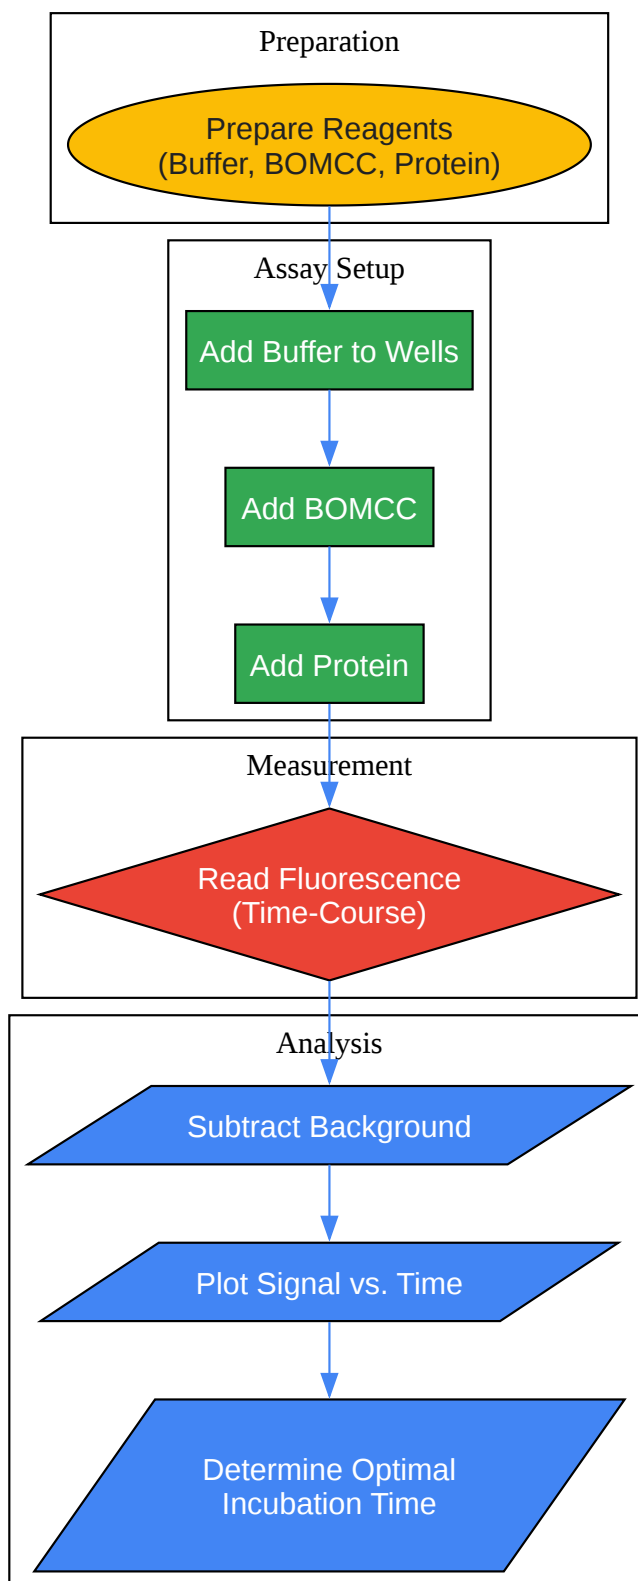 Preparation
Prepare Reagents
(Buffer, BOMCC, Protein)
Assay Setup
Add Buffer to Wells
Add BOMCC
Add Protein
Measurement
Read Fluorescence
(Time-Course)
Analysis
Subtract Background
Plot Signal vs. Time
Determine Optimal
Incubation Time